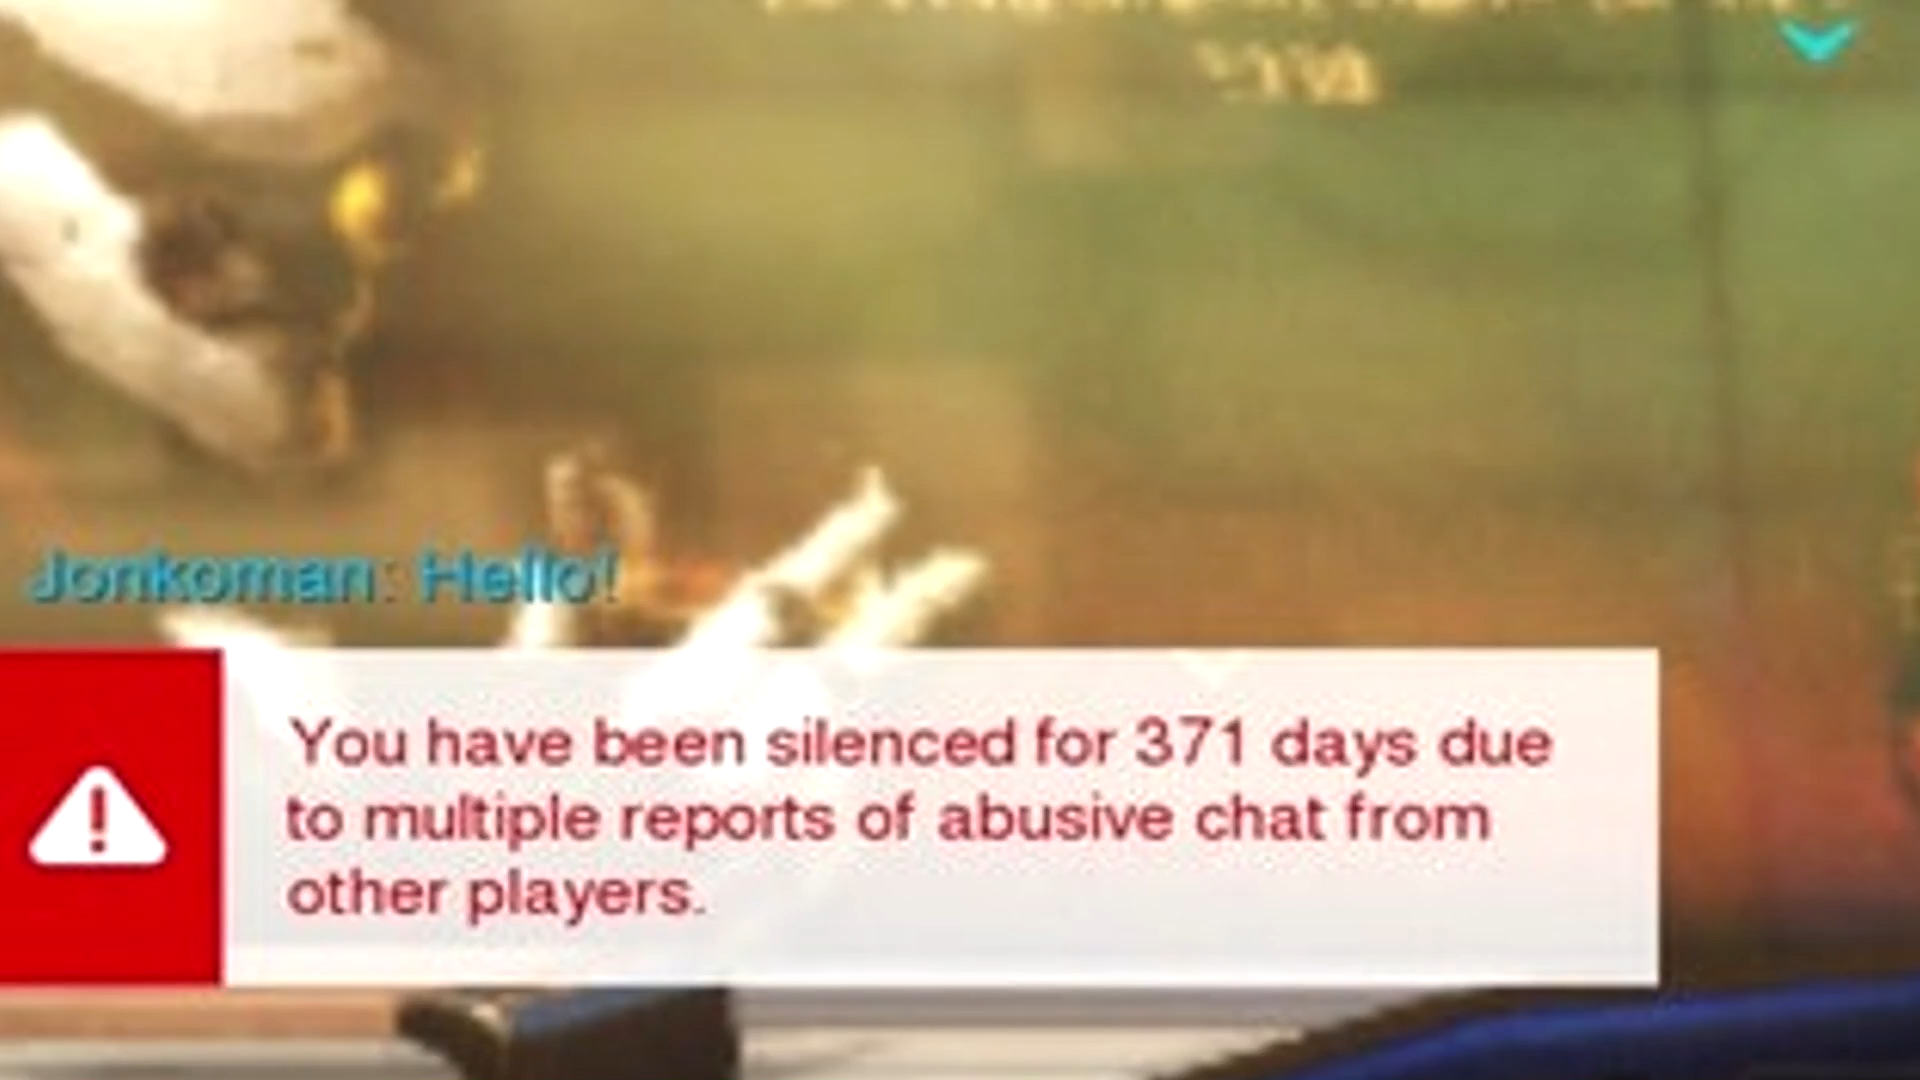 Jonkoman: Hello!
You have been silenced for 371 days due
to multiple reports of abusive chat from
other players.